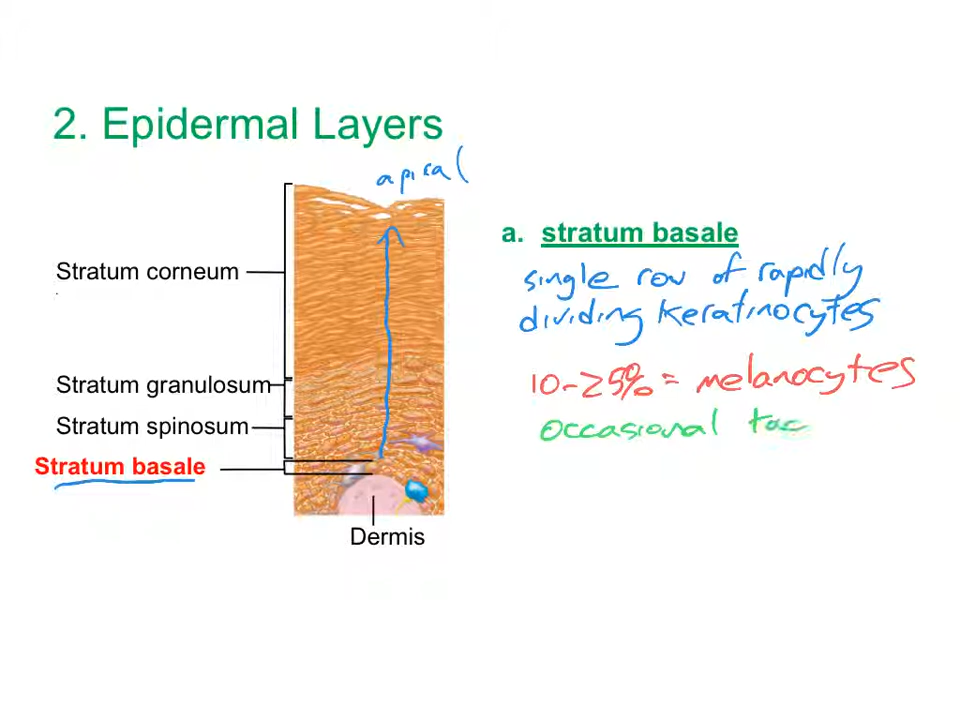 2. Epidermal Layers
apical
Stratum corneum
Stratum granulosum
Stratum spinosum
Stratum basale
Dermis
a. stratum basale
single row of rapidly
dividing keratinocytes
10-25% = melanocytes
occasional tac